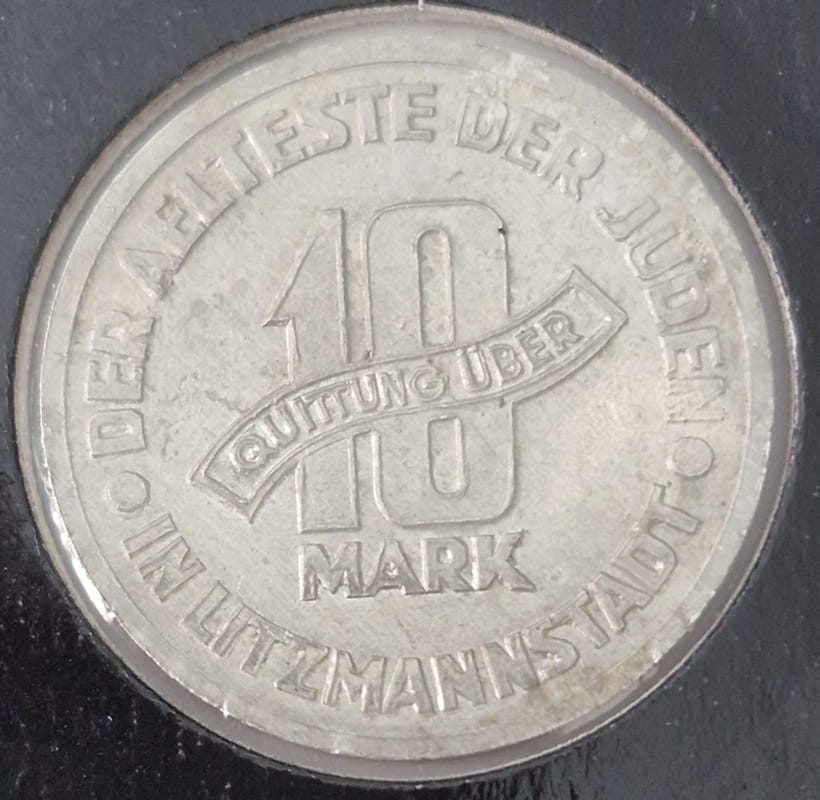 DER AELTESTE DER JUDEN
10
QUITTUNG ÜBER
MARK
IN LITZMANNSTADT